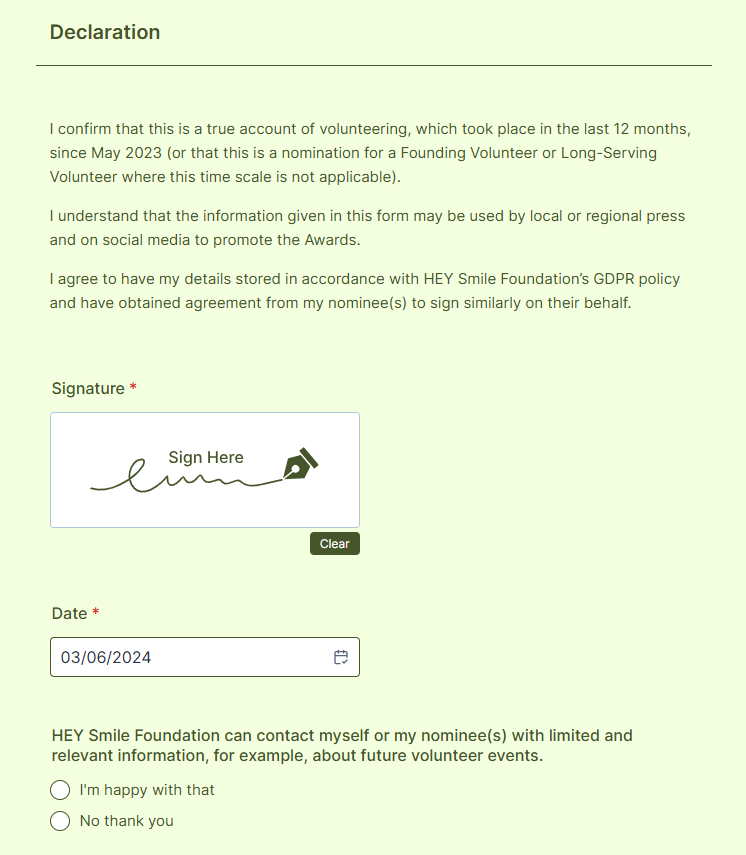 Declaration
I confirm that this is a true account of volunteering, which took place in the last 12 months,
since May 2023 (or that this is a nomination for a Founding Volunteer or Long-Serving
Volunteer where this time scale is not applicable).
I understand that the information given in this form may be used by local or regional press
and on social media to promote the Awards.
I agree to have my details stored in accordance with HEY Smile Foundation’s GDPR policy
and have obtained agreement from my nominee(s) to sign similarly on their behalf.
Signature *
Sign Here
Clear
Date *
03/06/2024
HEY Smile Foundation can contact myself or my nominee(s) with limited and
relevant information, for example, about future volunteer events.
I'm happy with that
No thank you